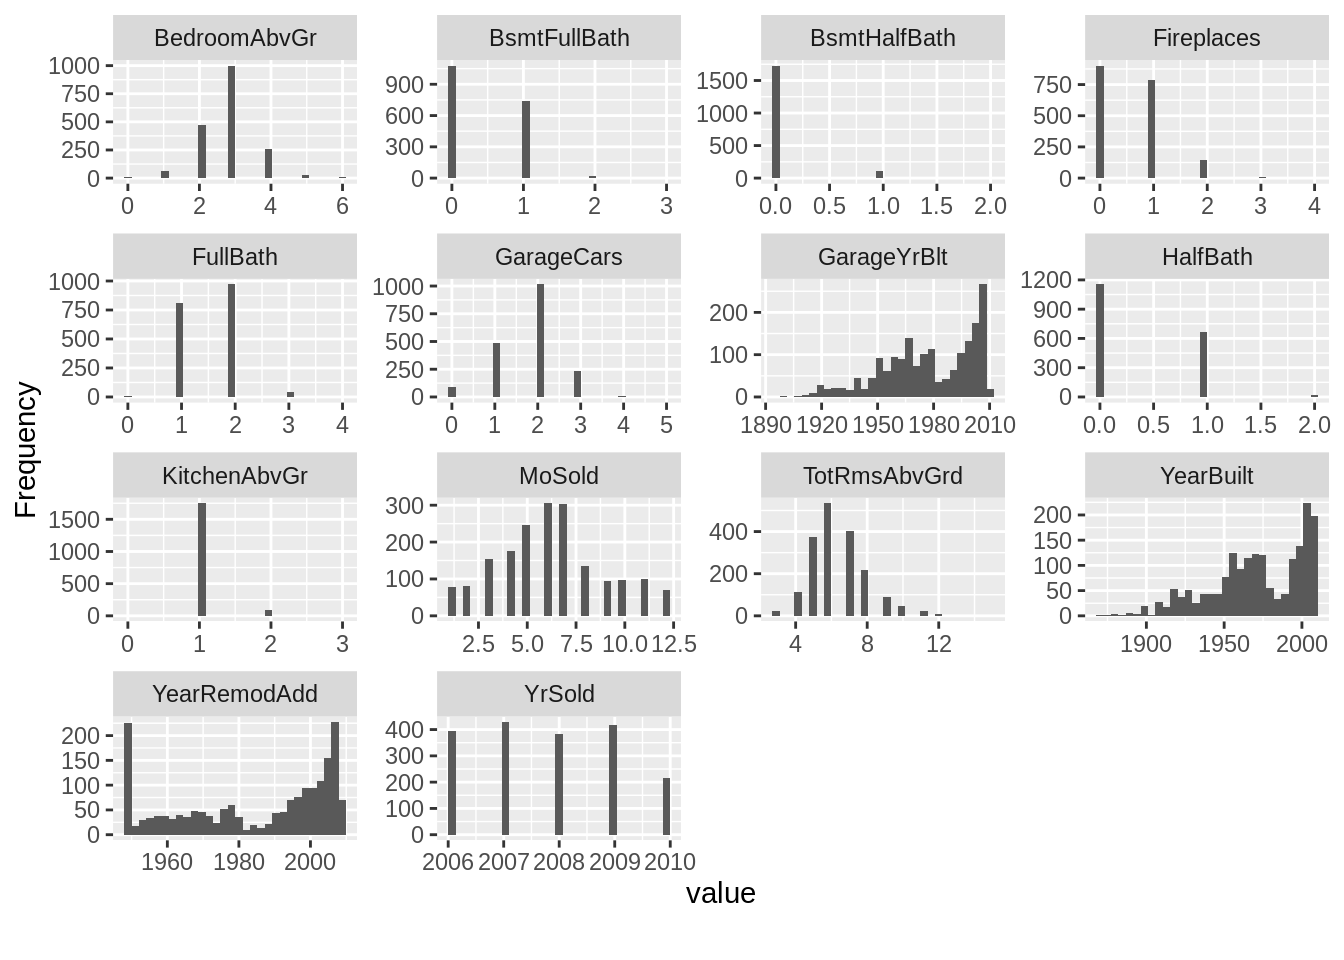 BedroomAbvGr BsmtFullBath BsmtHalfBath Fireplaces
1000 750 500 250 0
900 600 300 0
1500 1000 500 0
750 500 250 0
0 2 4 6
0 1 2 3
0.0 0.5 1.0 1.5 2.0
0 1 2 3 4
FullBath GarageCars GarageYrBlt HalfBath
1000 750 500 250 0
1000 750 500 250 0
200 100 0
1200 900 600 300 0
0 1 2 3 4
0 1 2 3 4 5
1890 1920 1950 1980 2010
0.0 0.5 1.0 1.5 2.0
Frequency
KitchenAbvGr MoSold TotRmsAbvGrd YearBuilt
1500 1000 500 0
300 200 100 0
400 200 0
200 150 100 50 0
0 1 2 3
2.5 5.0 7.5 10.0 12.5
4 8 12
1900 1950 2000
YearRemodAdd YrSold
200 150 100 50 0
400 300 200 100 0
1960 1980 2000
2006 2007 2008 2009 2010
value